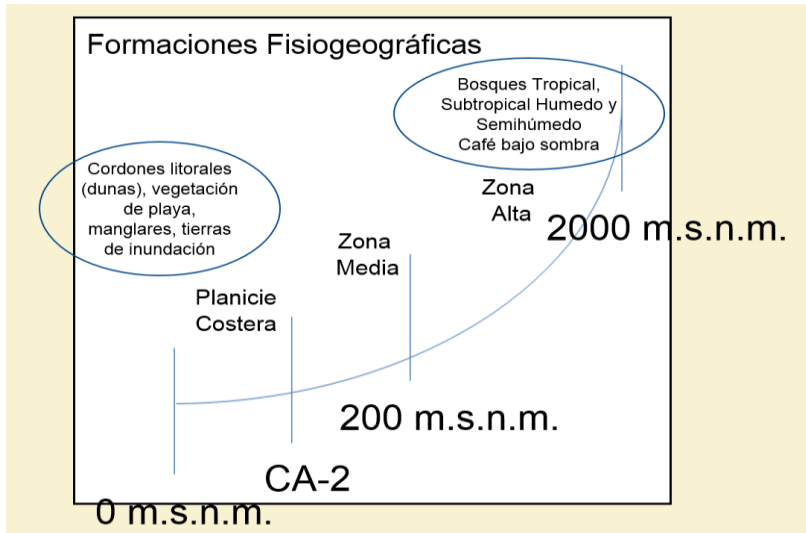 Formaciones Fisiogeográficas
Bosques Tropical,
Subtropical Humedo y
Semihúmedo
Café bajo sombra
Cordones litorales
(dunas), vegetación
de playa,
manglares, tierras
de inundación
Zona
Alta
2000 m.s.n.m.
Zona
Media
Planicie
Costera
200 m.s.n.m.
CA-2
0 m.s.n.m.